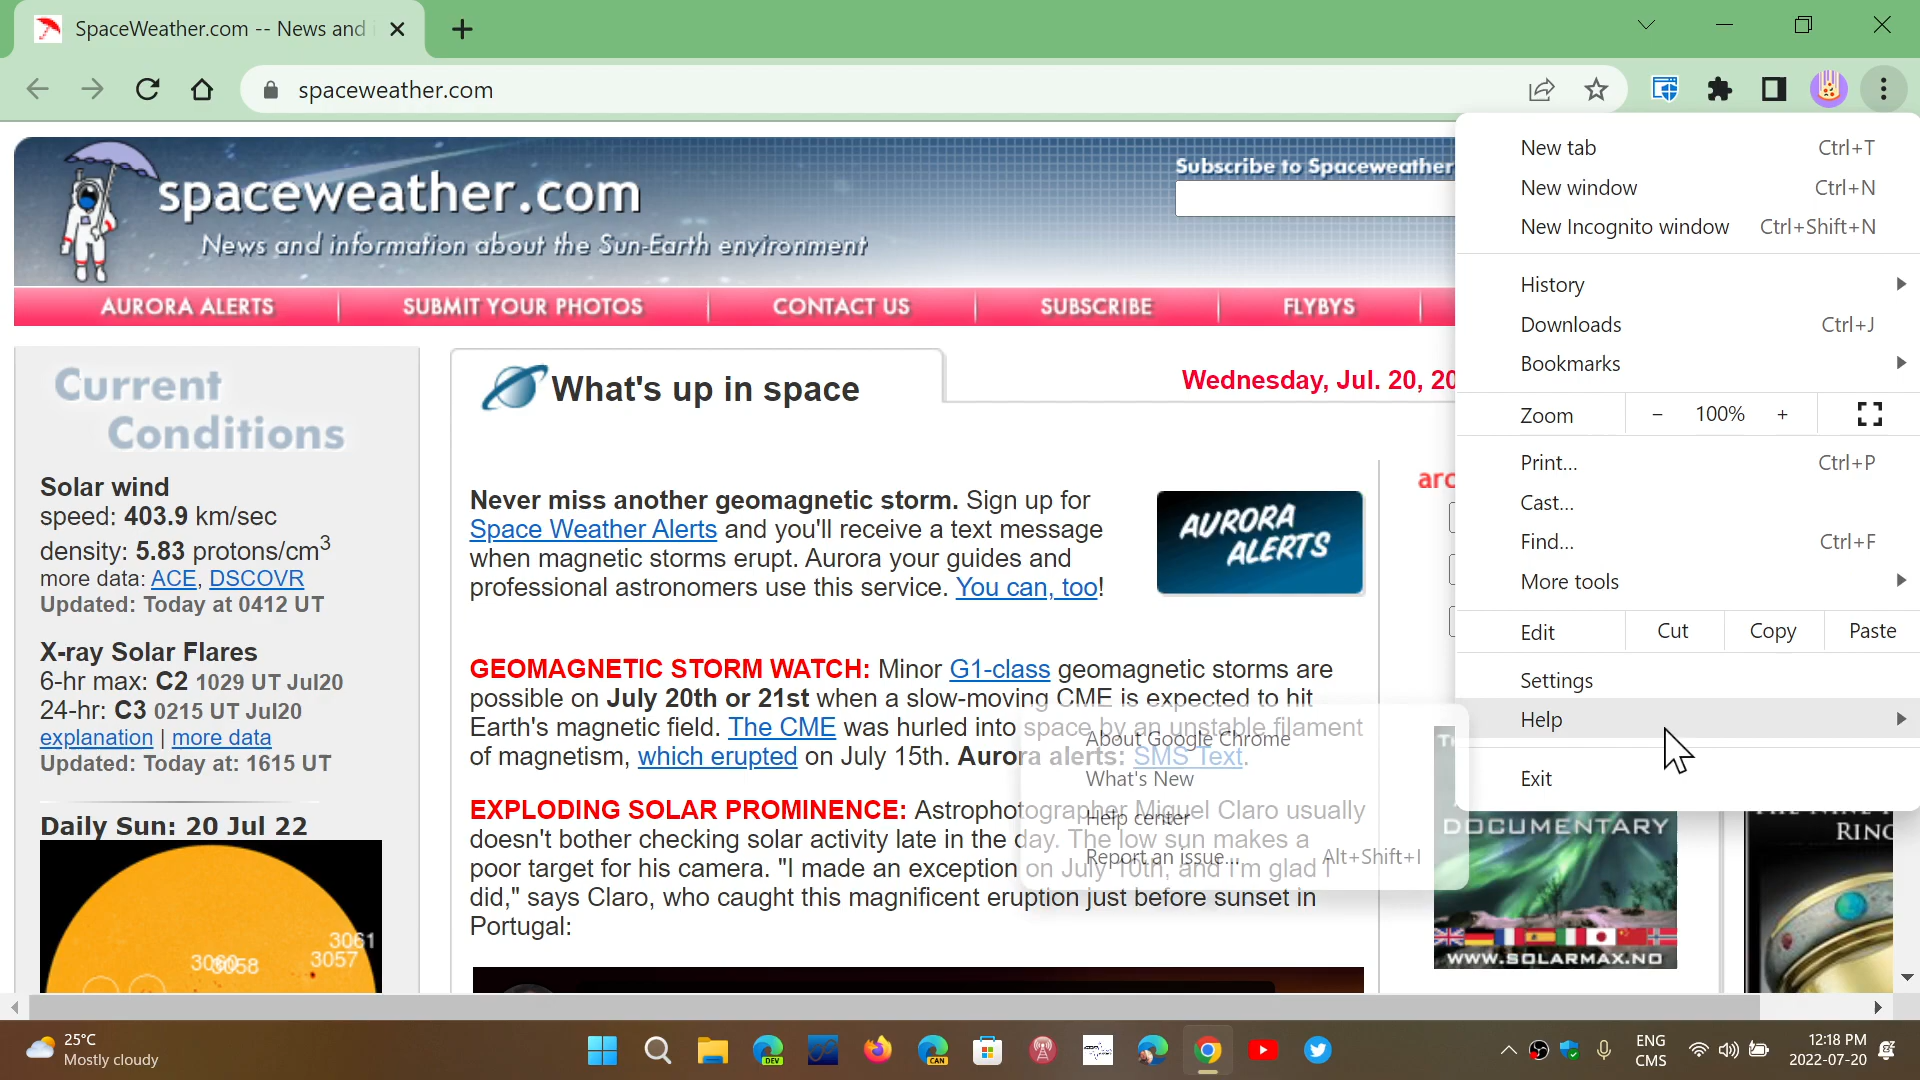 SpaceWeather.com -- News and
spaceweather.com
New tab Ctrl+T
New window Ctrl+N
New Incognito window Ctrl+Shift+N
History
Downloads Ctrl+J
Bookmarks
Zoom - 100% +
Print... Ctrl+P
Cast...
Find... Ctrl+F
More tools
Edit Cut Copy Paste
Settings
Help
Exit
About Google Chrome
What's New
Help center
Report an issue... Alt+Shift+I
spaceweather.com
News and information about the Sun-Earth environment
Subscribe to Spaceweather
AURORA ALERTS SUBMIT YOUR PHOTOS CONTACT US SUBSCRIBE FLYBYS
Current
Conditions
Solar wind
speed: 403.9 km/sec
density: 5.83 protons/cm3
more data: ACE, DSCOVR
Updated: Today at 0412 UT
X-ray Solar Flares
6-hr max: C2 1029 UT Jul20
24-hr: C3 0215 UT Jul20
explanation | more data
Updated: Today at: 1615 UT
Daily Sun: 20 Jul 22
3061
3060 3058 3057
What's up in space
Wednesday, Jul. 20, 20
Never miss another geomagnetic storm. Sign up for
Space Weather Alerts and you'll receive a text message
when magnetic storms erupt. Aurora your guides and
professional astronomers use this service. You can, too!
AURORA
ALERTS
GEOMAGNETIC STORM WATCH: Minor G1-class geomagnetic storms are
possible on July 20th or 21st when a slow-moving CME is expected to hit
Earth's magnetic field. The CME was hurled into space by an unstable filament
of magnetism, which erupted on July 15th. Aurora alerts: SMS Text.
EXPLODING SOLAR PROMINENCE: Astrophotographer Miguel Claro usually
doesn't bother checking solar activity late in the day. The low sun makes a
poor target for his camera. "I made an exception on July 10th, and I'm glad I
did," says Claro, who caught this magnificent eruption just before sunset in
Portugal:
arc
DOCUMENTARY
WWW.SOLARMAX.NO
THE NINE
RING
25°C
Mostly cloudy
DEV
CAN
ENG
CMS
12:18 PM
2022-07-20